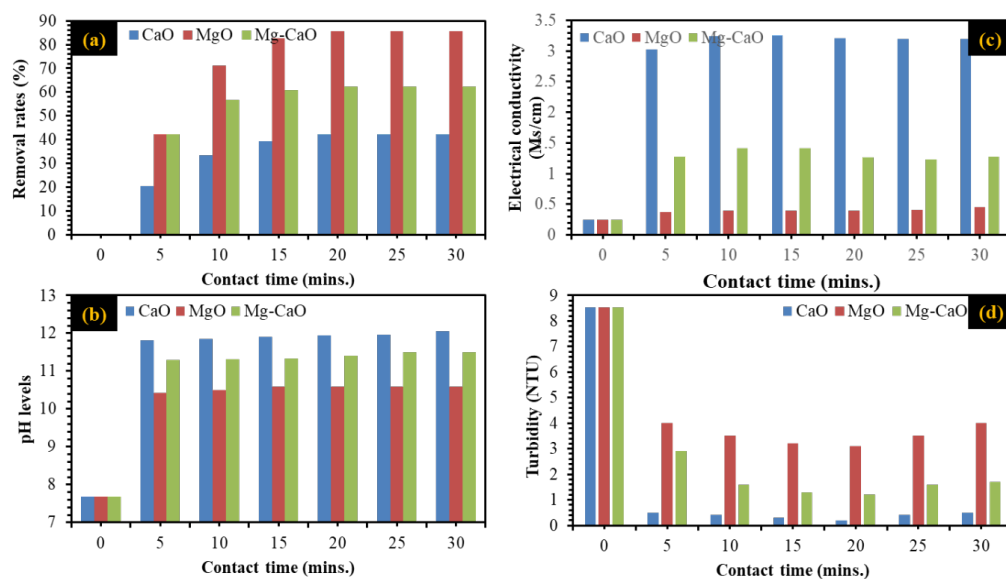 (a)
CaO MgO Mg-CaO
Removal rates (%)
90
80
70
60
50
40
30
20
10
0
0 5 10 15 20 25 30
Contact time (mins.)
(c)
CaO MgO Mg-CaO
Electrical conductivity
(Ms/cm)
3.5
3
2.5
2
1.5
1
0.5
0
0 5 10 15 20 25 30
Contact time (mins.)
(b)
CaO MgO Mg-CaO
pH levels
13
12
11
10
9
8
7
0 5 10 15 20 25 30
Contact time (mins.)
(d)
CaO MgO Mg-CaO
Turbidity (NTU)
9
8
7
6
5
4
3
2
1
0
0 5 10 15 20 25 30
Contact time (mins.)